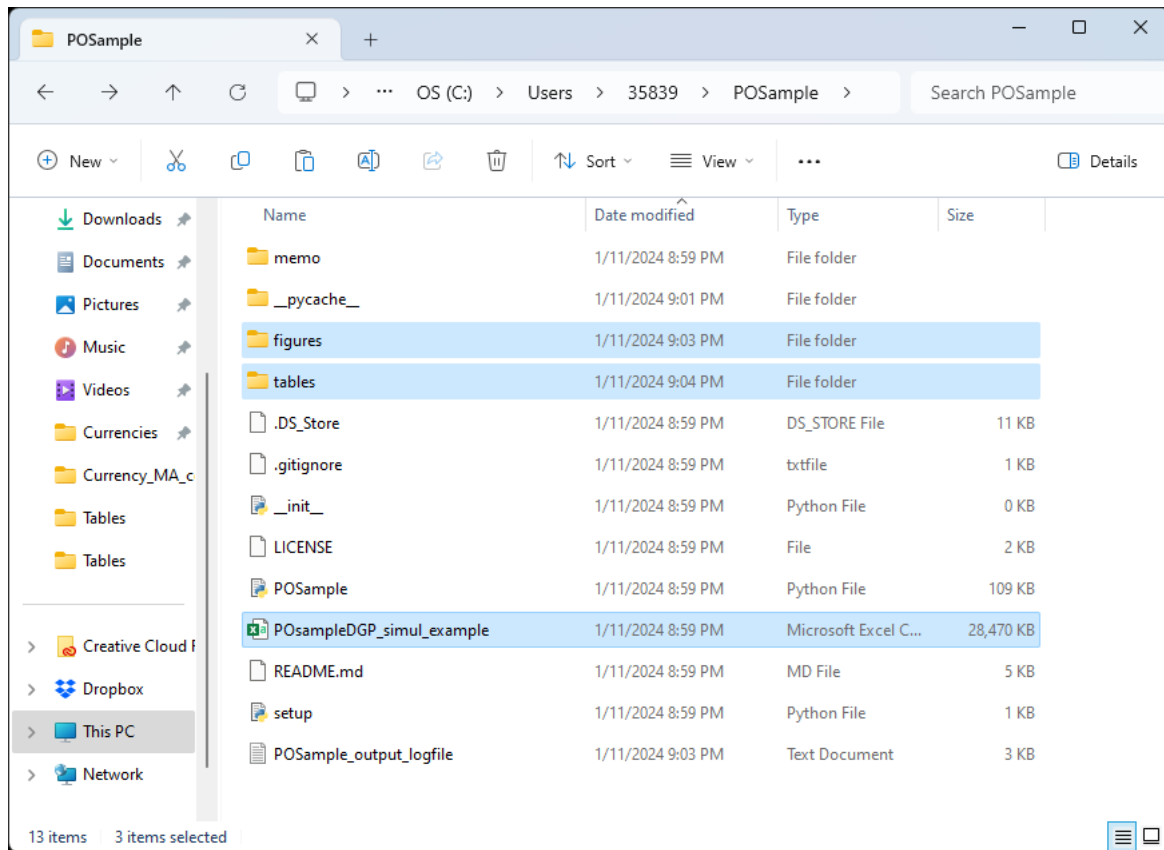 POSample
OS (C:) Users 35839 POSample Search POSample
New Sort View Details
Name Date modified Type Size
Downloads
Documents
Pictures
Music
Videos
Currencies
Currency_MA_c
Tables
Tables
Creative Cloud F
Dropbox
This PC
Network
memo 1/11/2024 8:59 PM File folder
__pycache__ 1/11/2024 9:01 PM File folder
figures 1/11/2024 9:03 PM File folder
tables 1/11/2024 9:04 PM File folder
.DS_Store 1/11/2024 8:59 PM DS_STORE File 11 KB
.gitignore 1/11/2024 8:59 PM txtfile 1 KB
__init__ 1/11/2024 8:59 PM Python File 0 KB
LICENSE 1/11/2024 8:59 PM File 2 KB
POSample 1/11/2024 8:59 PM Python File 109 KB
POsampleDGP_simul_example 1/11/2024 8:59 PM Microsoft Excel C... 28,470 KB
README.md 1/11/2024 8:59 PM MD File 5 KB
setup 1/11/2024 8:59 PM Python File 1 KB
POSample_output_logfile 1/11/2024 9:03 PM Text Document 3 KB
13 items 3 items selected